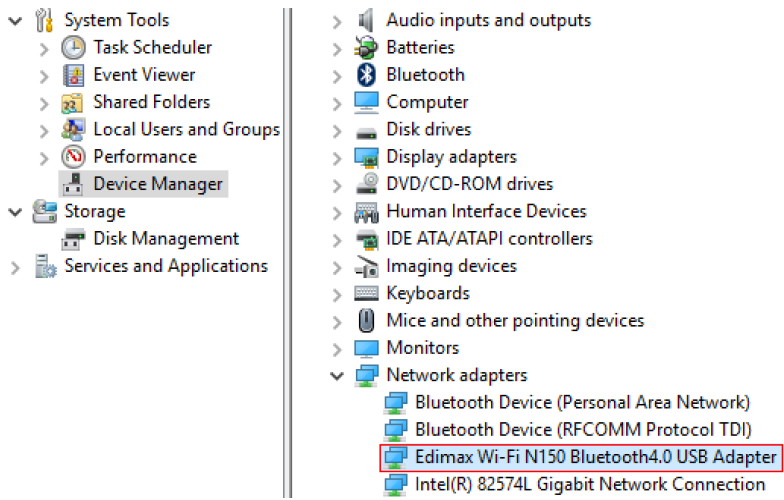 System Tools
Task Scheduler
Event Viewer
Shared Folders
Local Users and Groups
Performance
Device Manager
Storage
Disk Management
Services and Applications
Audio inputs and outputs
Batteries
Bluetooth
Computer
Disk drives
Display adapters
DVD/CD-ROM drives
Human Interface Devices
IDE ATA/ATAPI controllers
Imaging devices
Keyboards
Mice and other pointing devices
Monitors
Network adapters
Bluetooth Device (Personal Area Network)
Bluetooth Device (RFCOMM Protocol TDI)
Edimax Wi-Fi N150 Bluetooth4.0 USB Adapter
Intel(R) 82574L Gigabit Network Connection